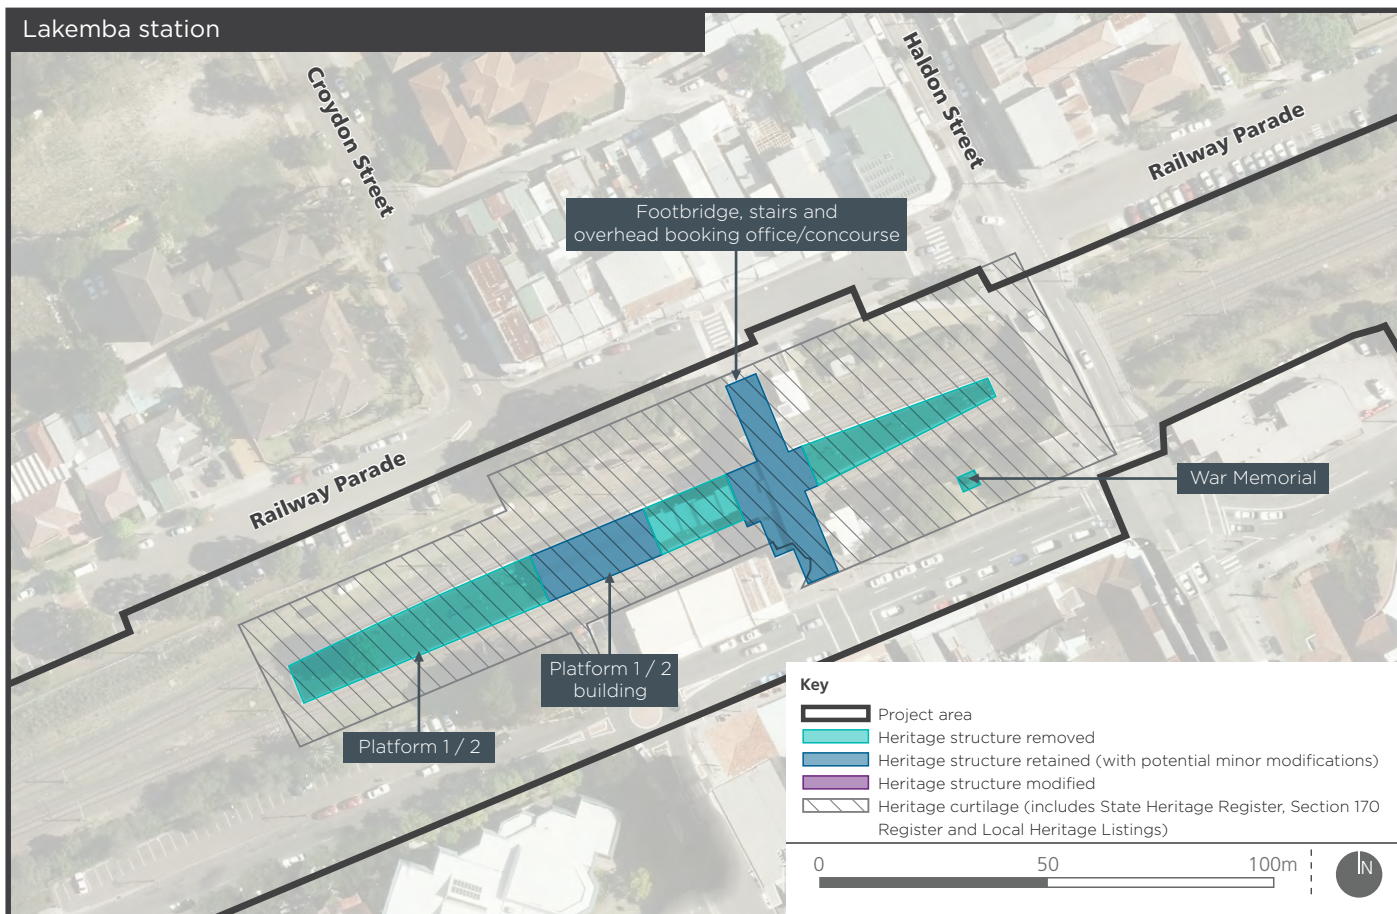 Lakemba station
Croydon Street
Haldon Street
Railway Parade
Footbridge, stairs and
overhead booking office/concourse
Railway Parade
War Memorial
Platform 1 / 2
building
Platform 1 / 2
Key
Project area
Heritage structure removed
Heritage structure retained (with potential minor modifications)
Heritage structure modified
Heritage curtilage (includes State Heritage Register, Section 170
Register and Local Heritage Listings)
0 50 100m
N